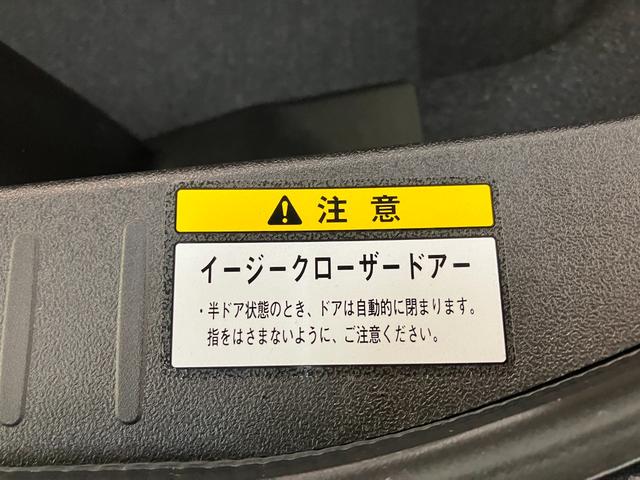 注意
イージークローザードアー
・半ドア状態のとき、ドアは自動的に閉まります。
指をはさまないように、ご注意ください。